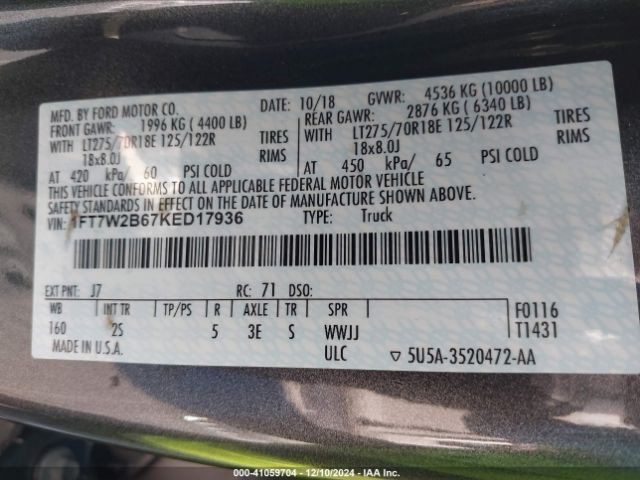 MFD. BY FORD MOTOR CO.
DATE: 10/18
GVWR: 4536 KG (10000 LB)
FRONT GAWR: 1996 KG (4400 LB)
REAR GAWR: 2876 KG (6340 LB)
WITH LT275/70R18E 125/122R TIRES
WITH LT275/70R18E 125/122R TIRES
18x8.0J RIMS
18x8.0J RIMS
AT 420 kPa/ 60 PSI COLD
AT 450 kPa/ 65 PSI COLD
THIS VEHICLE CONFORMS TO ALL APPLICABLE FEDERAL MOTOR VEHICLE
SAFETY STANDARDS IN EFFECT ON THE DATE OF MANUFACTURE SHOWN ABOVE.
VIN: 1FT7W2B67KED17936
TYPE: Truck
EXT PNT: J7 RC: 71 DSO:
WB INT TR TP/PS R AXLE TR SPR F0116
160 2S 5 3E S WWJJ T1431
MADE IN U.S.A. ULC ▽ 5U5A-3520472-AA
000-41059704 - 12/10/2024 - IAA Inc.